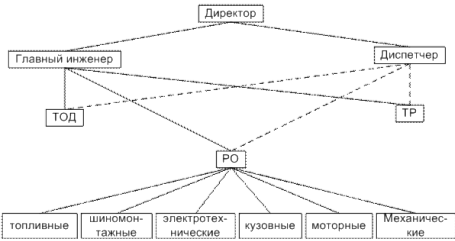 Директор
Главный инженер
Диспетчер
ТОД
ТР
РО
топливные
шиномон-
тажные
электротех-
нические
кузовные
моторные
Механичес-
кие